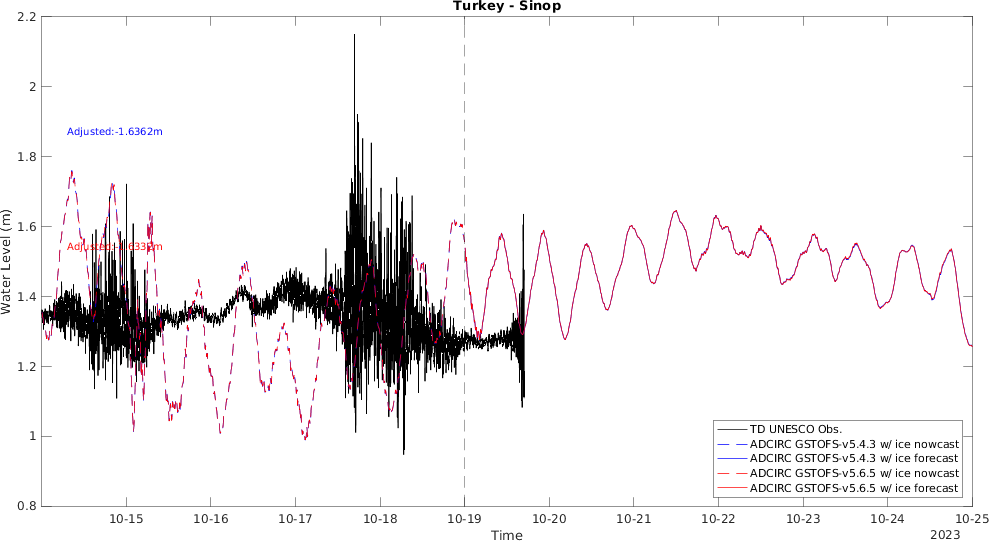 Turkey - Sinop
2.2
2
1.8
1.6
1.4
1.2
1
0.8
Water Level (m)
Adjusted:-1.6362m
10-15
10-16
10-17
10-18
10-19
10-20
10-21
10-22
10-23
10-24
10-25
Time
2023
TD UNESCO Obs.
ADCIRC GSTOFS-v5.4.3 w/ ice nowcast
ADCIRC GSTOFS-v5.4.3 w/ ice forecast
ADCIRC GSTOFS-v5.6.5 w/ ice nowcast
ADCIRC GSTOFS-v5.6.5 w/ ice forecast